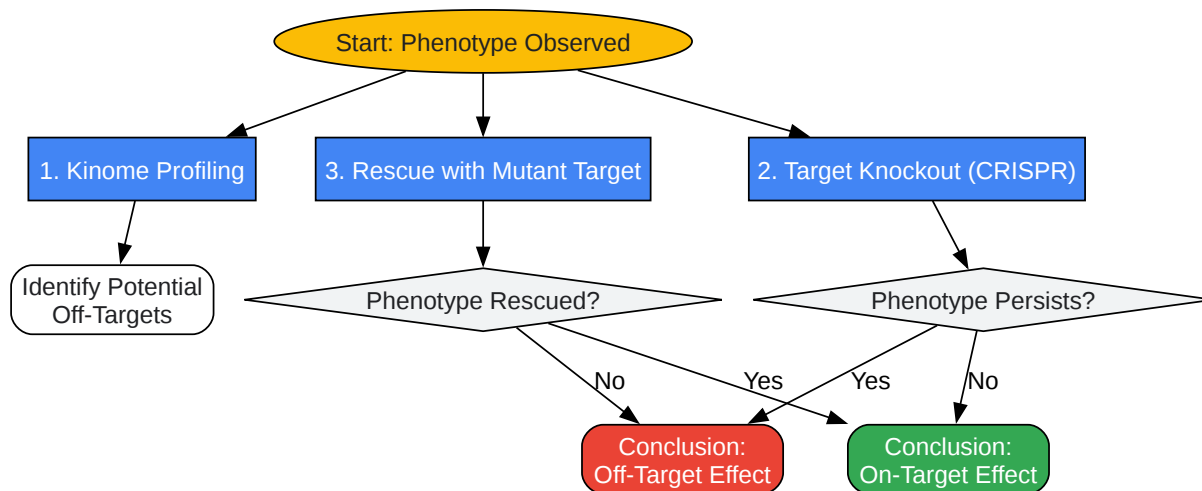 Start: Phenotype Observed
1. Kinome Profiling
3. Rescue with Mutant Target
2. Target Knockout (CRISPR)
Identify Potential
Off-Targets
Phenotype Rescued?
Phenotype Persists?
No
Yes
Yes
No
Conclusion:
Off-Target Effect
Conclusion:
On-Target Effect